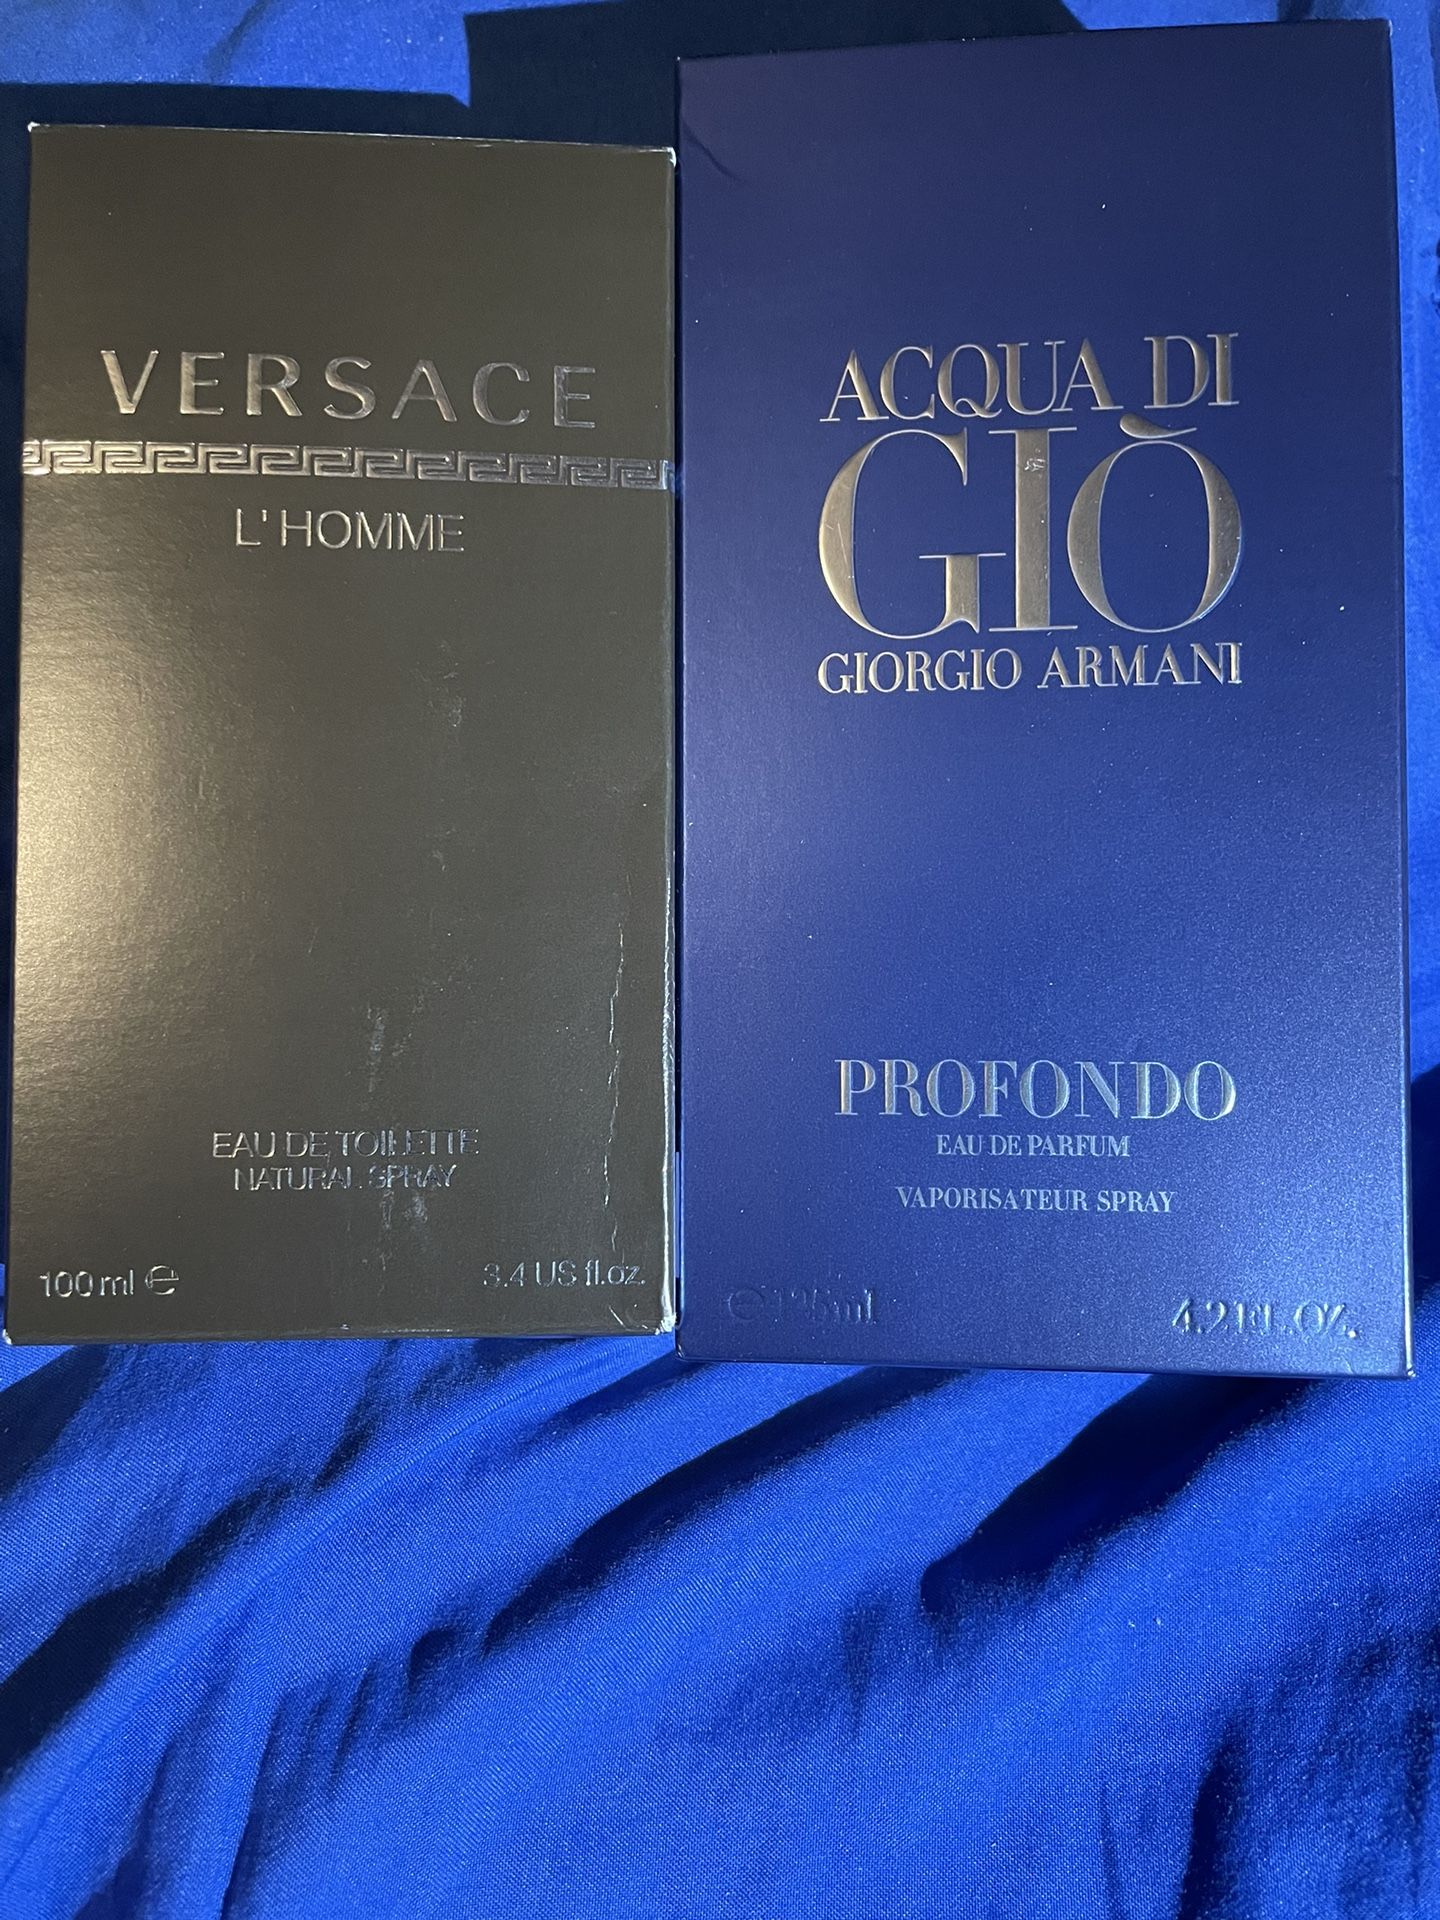 VERSACE
L'HOMME
EAU DE TOILETTE
NATURAL SPRAY
100 ml ℮
3.4 US fl.oz.
ACQUA DI
GIÒ
GIORGIO ARMANI
PROFONDO
EAU DE PARFUM
VAPORISATEUR SPRAY
℮ 125ml
4.2 FL.OZ.